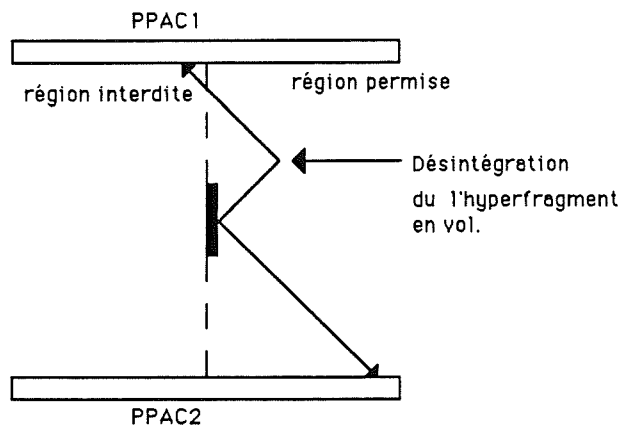 PPAC1
région interdite
région permise
Désintégration
du l'hyperfragment
en vol.
PPAC2